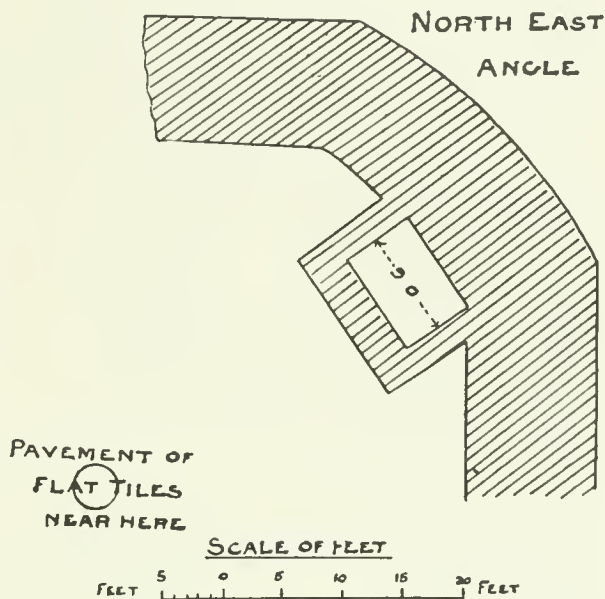 NORTH EAST
ANGLE
9 0
PAVEMENT OF
FLAT TILES
NEAR HERE
SCALE OF FEET
FEET 5 0 5 10 15 20 FEET